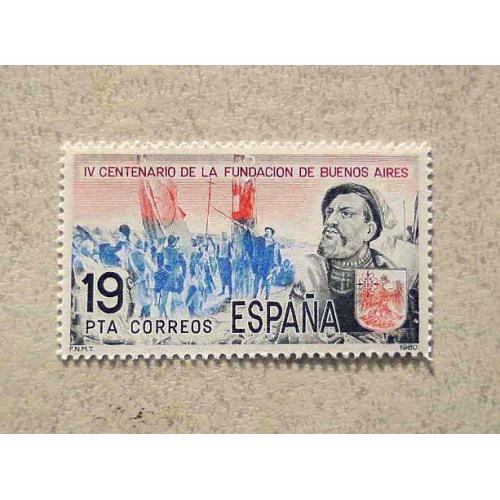 IV CENTENARIO DE LA FUNDACION DE BUENOS AIRES
19
PTA CORREOS ESPAÑA
F.N.M.T. 1980